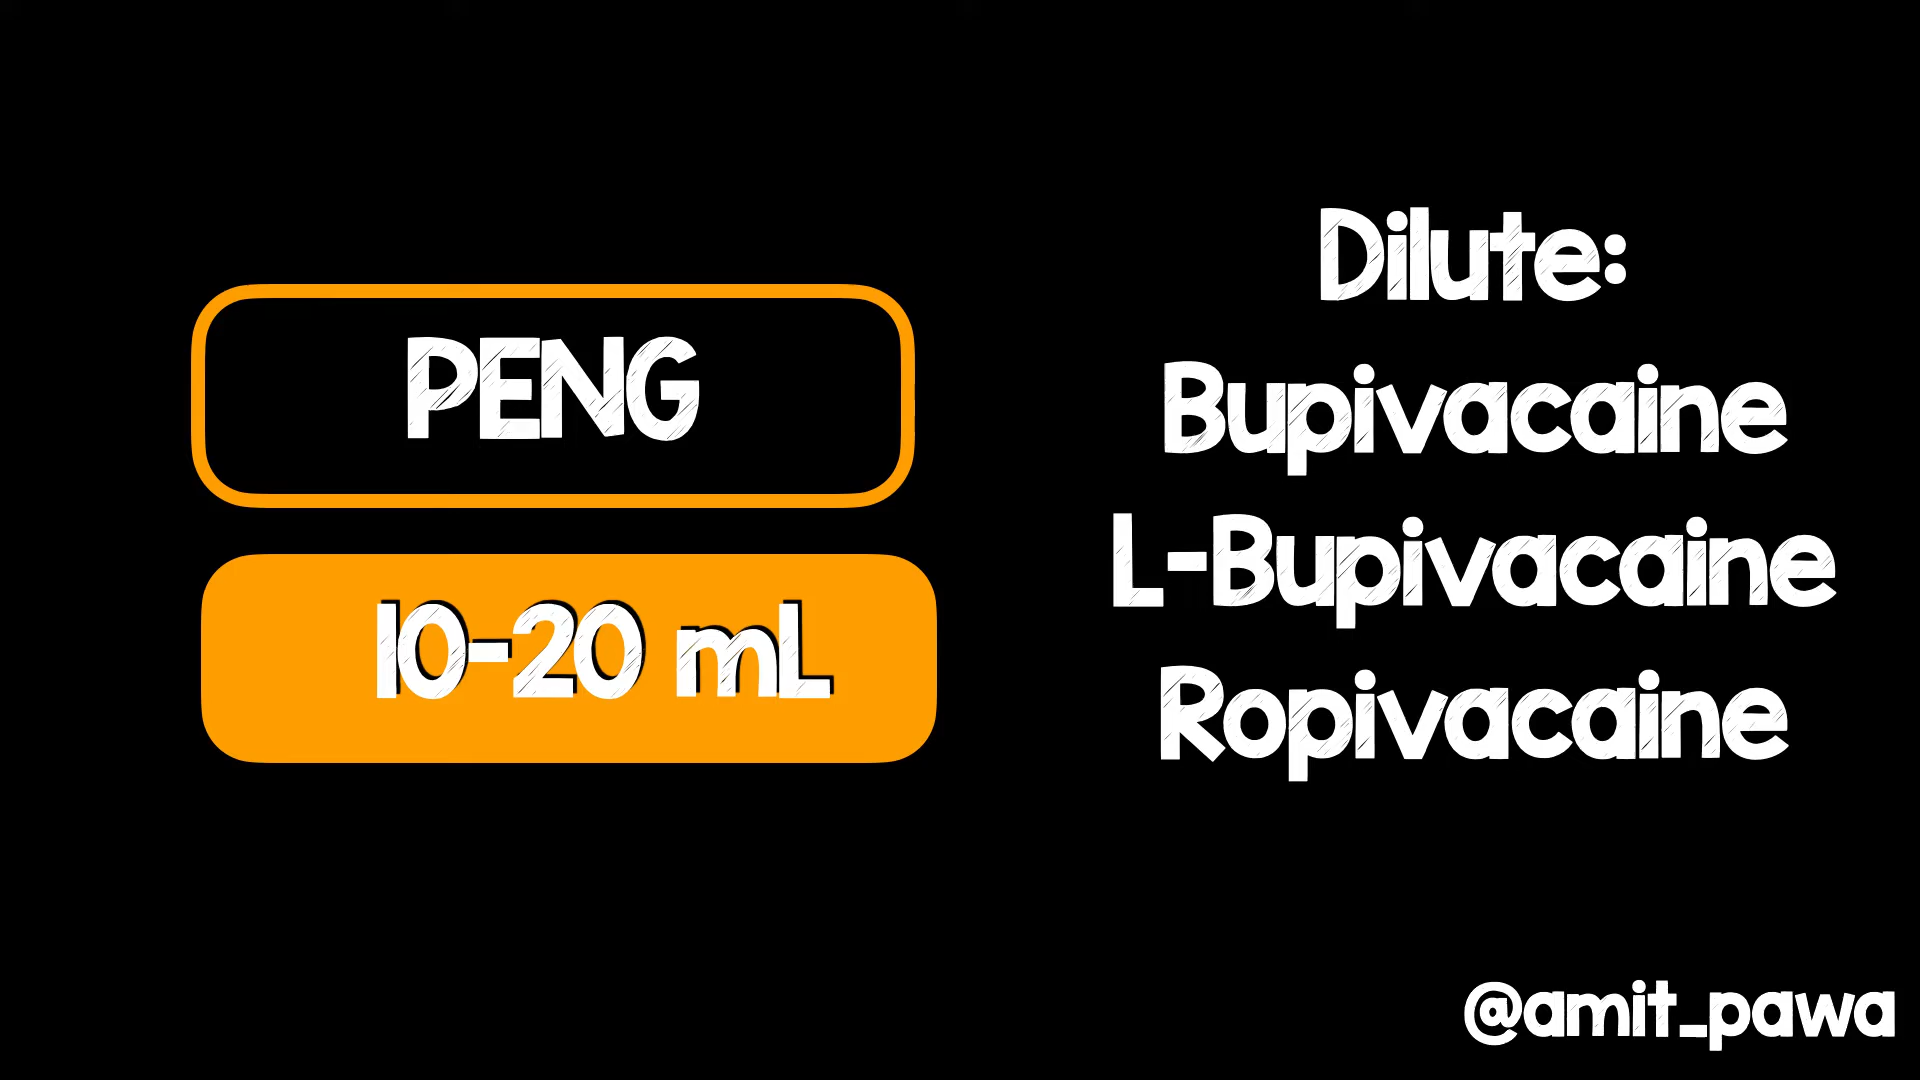 PENG
10-20 mL
Dilute:
Bupivacaine
L-Bupivacaine
Ropivacaine
@amit_pawa